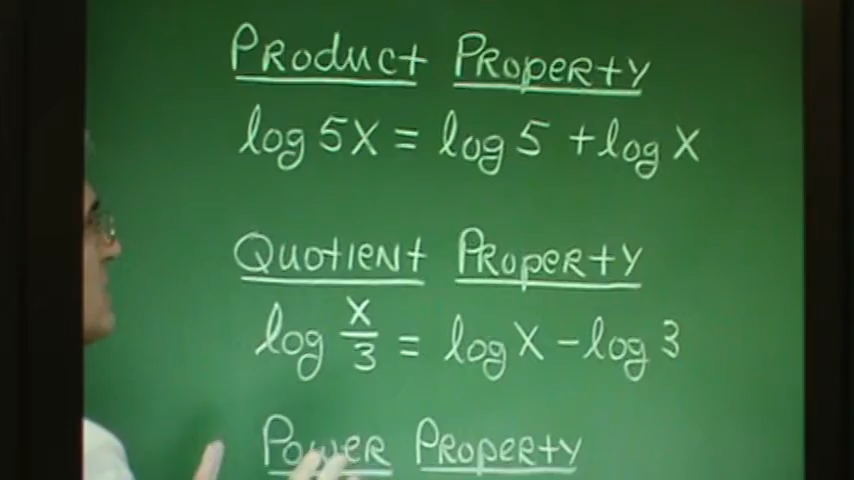 Product Property
log 5x = log 5 + log x
Quotient Property
log x/3 = log x - log 3
Power Property